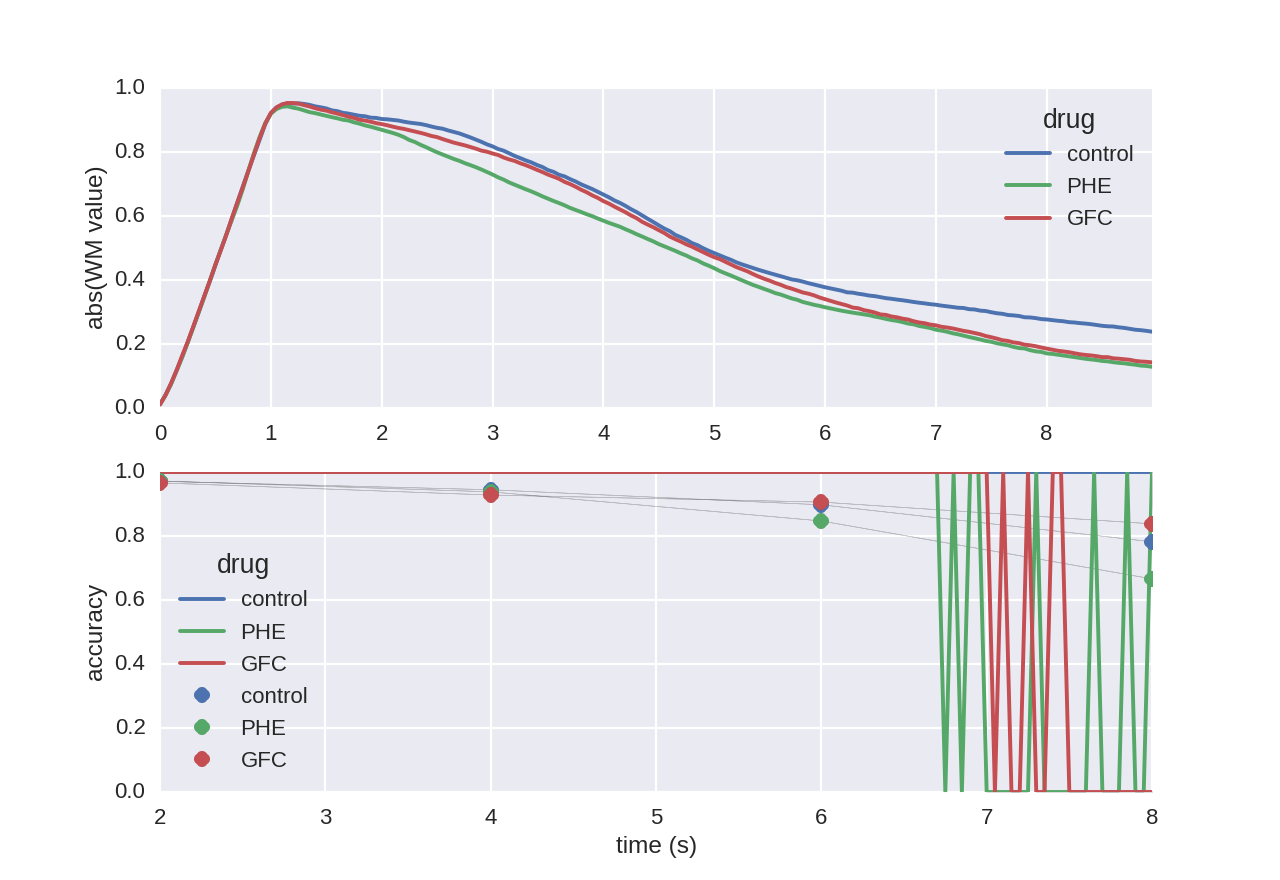 1.0
0.8
0.6
0.4
0.2
0.0
abs(WM value)
drug
control
PHE
GFC
0 1 2 3 4 5 6 7 8
1.0
0.8
0.6
0.4
0.2
0.0
accuracy
drug
control
PHE
GFC
control
PHE
GFC
2 3 4 5 6 7 8
time (s)